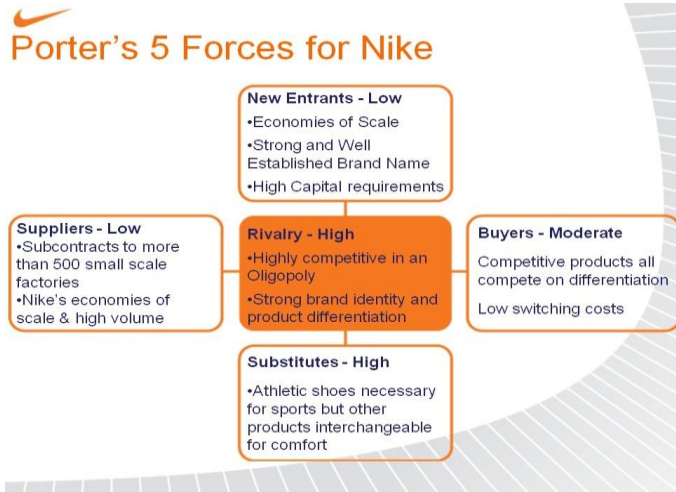 Porter's 5 Forces for Nike
New Entrants - Low
•Economies of Scale
•Strong and Well
Established Brand Name
•High Capital requirements
Suppliers - Low
•Subcontracts to more
than 500 small scale
factories
•Nike's economies of
scale & high volume
Rivalry - High
•Highly competitive in an
Oligopoly
•Strong brand identity and
product differentiation
Buyers - Moderate
Competitive products all
compete on differentiation
Low switching costs
Substitutes - High
•Athletic shoes necessary
for sports but other
products interchangeable
for comfort